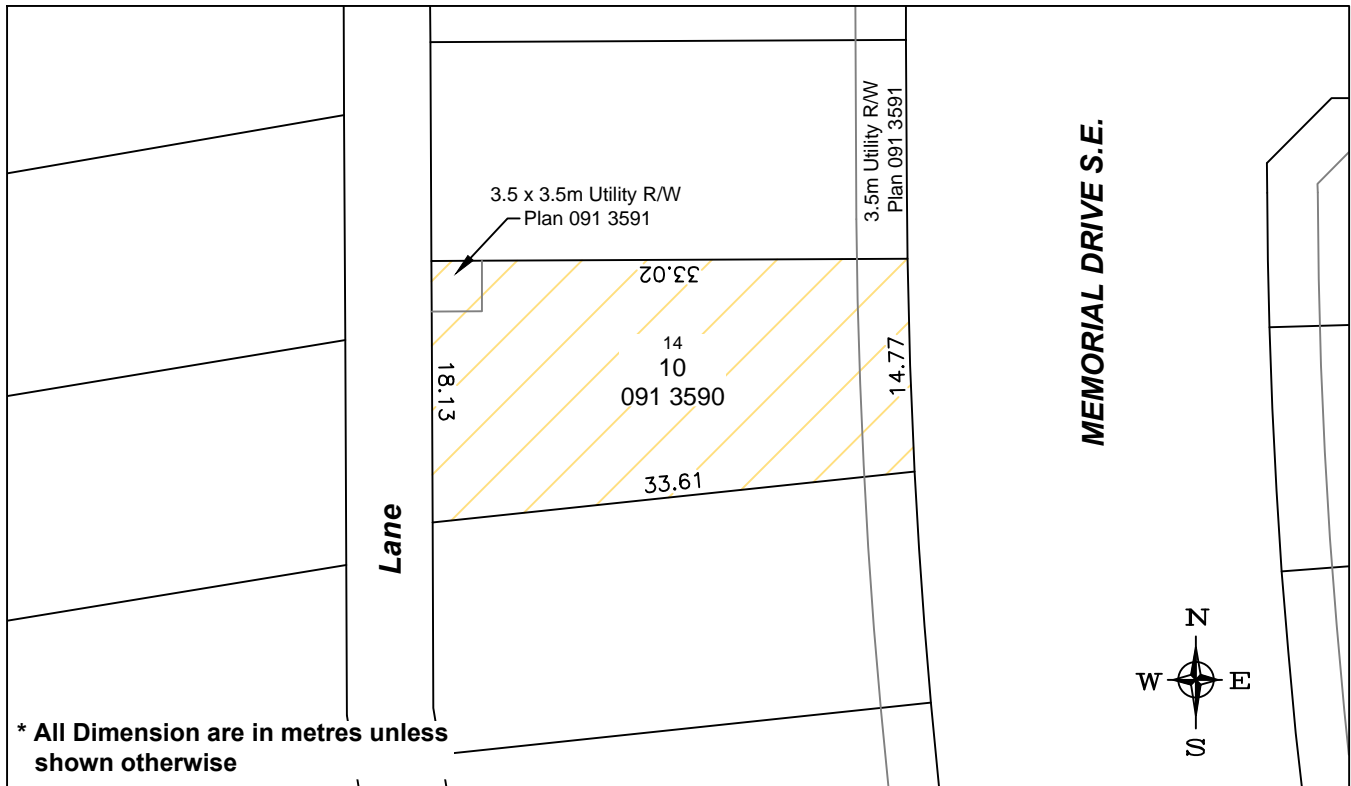 3.5m Utility R/W
Plan 091 3591
MEMORIAL DRIVE S.E.
3.5 x 3.5m Utility R/W
Plan 091 3591
33.02
18.13
14
10
091 3590
14.77
33.61
Lane
N
W E
S
* All Dimension are in metres unless
shown otherwise